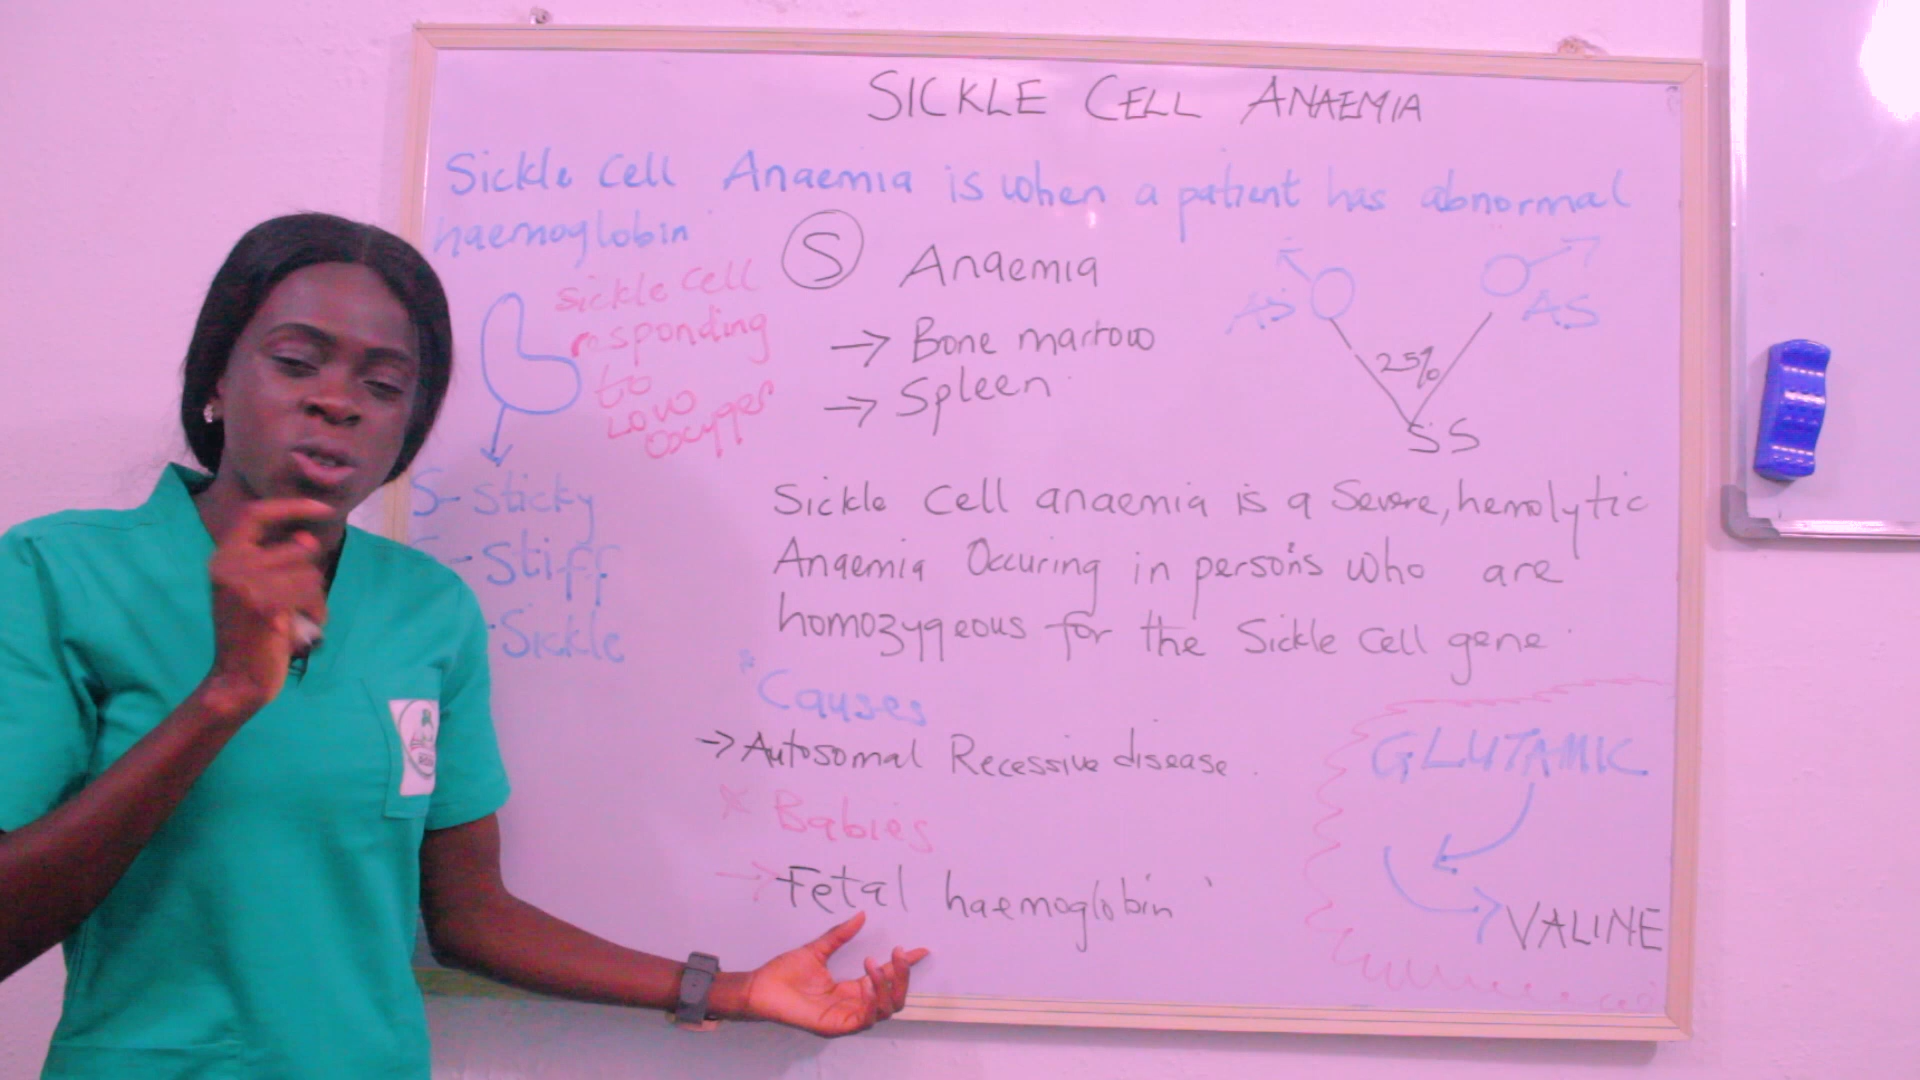 SICKLE CELL ANAEMIA
Sickle Cell Anaemia is when a patient has abnormal
haemoglobin
sickle cell
responding
to
Low
oxygen
S- Sticky
S- Stiff
- Sickle
S
Anaemia
→ Bone marrow
→ Spleen
AS
AS
25%
SS
Sickle Cell anaemia is a Severe, hemolytic
Anaemia Occuring in persons who are
homozygeous for the Sickle Cell gene
* Causes
→ Autosomal Recessive disease.
x Babies
→ Fetal haemoglobin
GLUTAMIC
VALINE